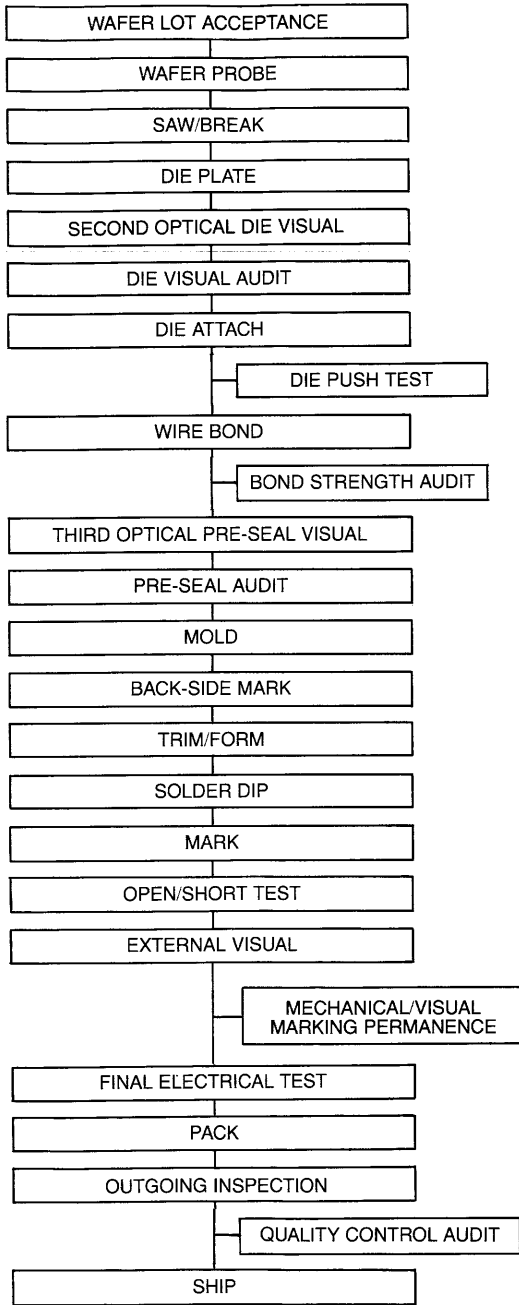 WAFER LOT ACCEPTANCE
WAFER PROBE
SAW/BREAK
DIE PLATE
SECOND OPTICAL DIE VISUAL
DIE VISUAL AUDIT
DIE ATTACH
DIE PUSH TEST
WIRE BOND
BOND STRENGTH AUDIT
THIRD OPTICAL PRE-SEAL VISUAL
PRE-SEAL AUDIT
MOLD
BACK-SIDE MARK
TRIM/FORM
SOLDER DIP
MARK
OPEN/SHORT TEST
EXTERNAL VISUAL
MECHANICAL/VISUAL
MARKING PERMANENCE
FINAL ELECTRICAL TEST
PACK
OUTGOING INSPECTION
QUALITY CONTROL AUDIT
SHIP